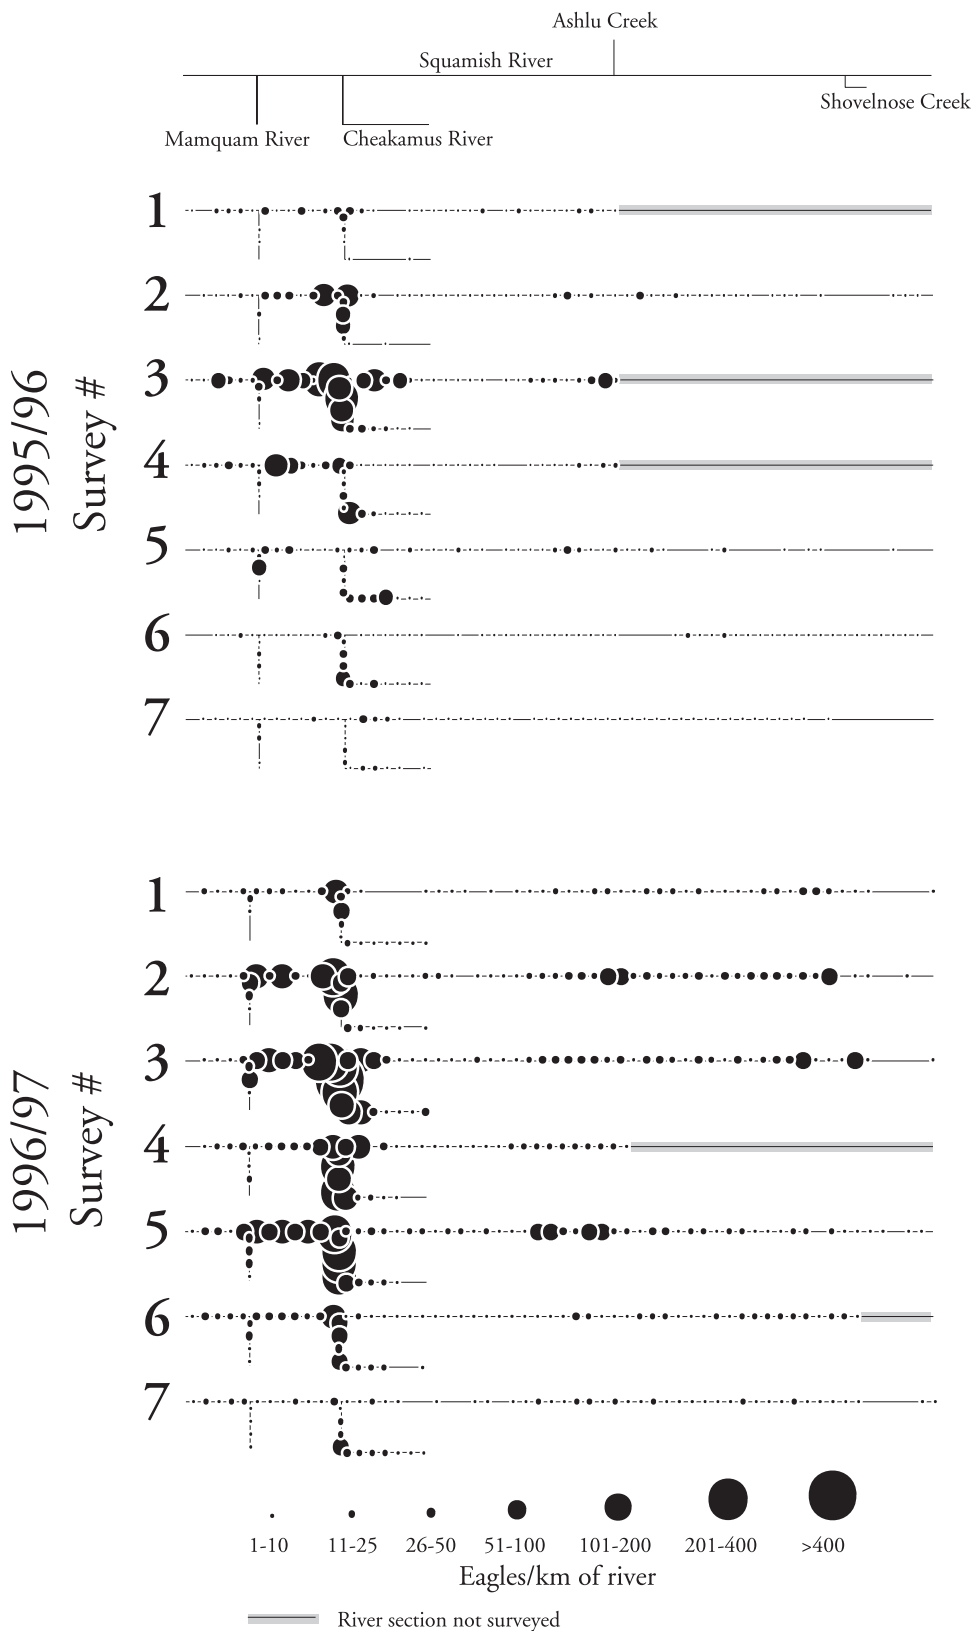 Ashlu Creek
Squamish River
Shovelnose Creek
Mamquam River
Cheakamus River
1995/96
Survey #
1
2
3
4
5
6
7
1996/97
Survey #
1
2
3
4
5
6
7
1-10 11-25 26-50 51-100 101-200 201-400 >400
Eagles/km of river
River section not surveyed